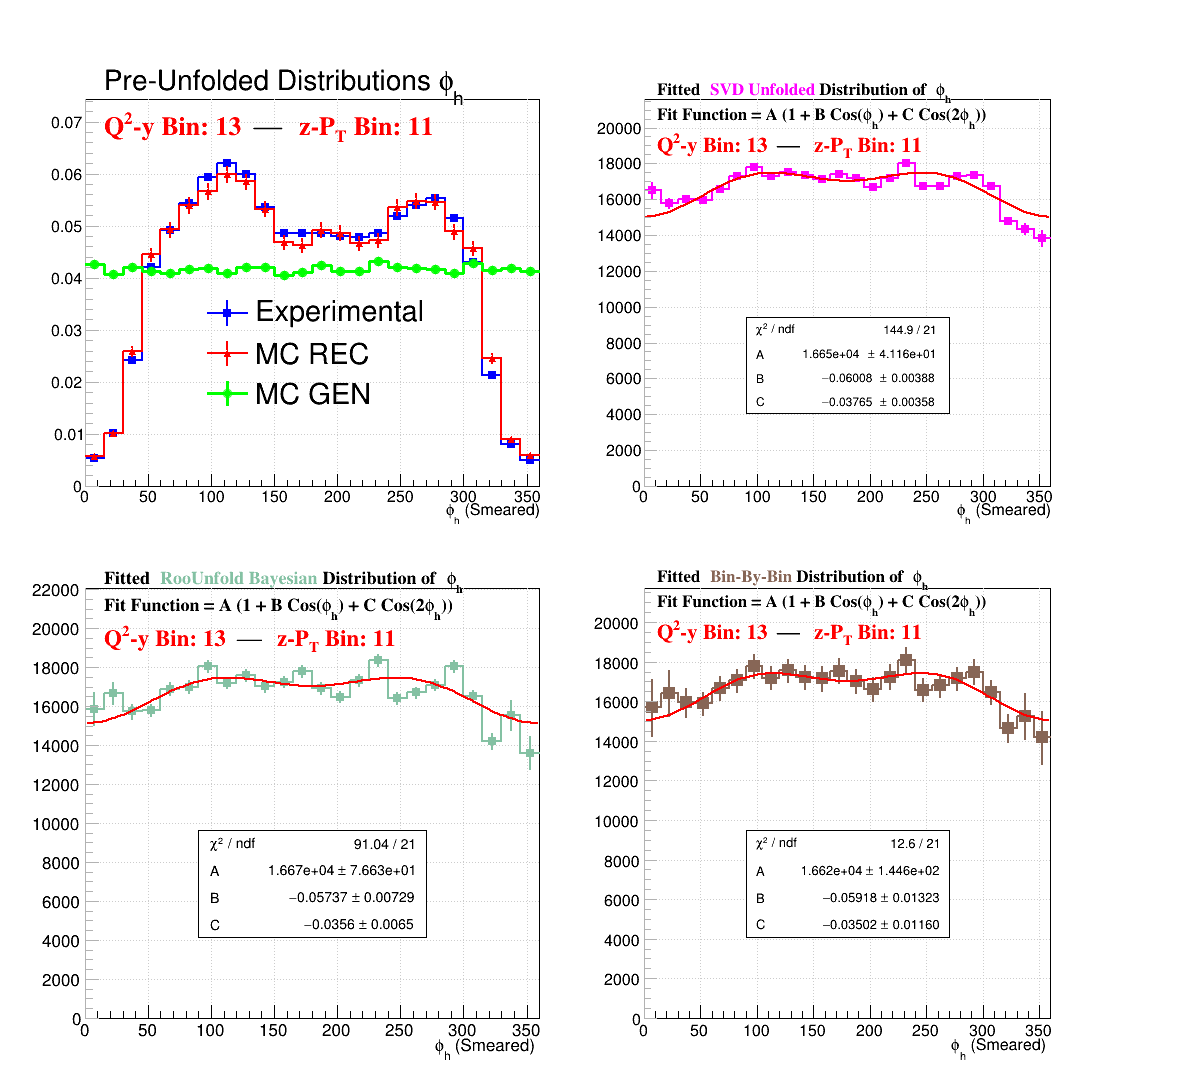 Pre-Unfolded Distributions ϕh
Q²-y Bin: 13 — z-PT Bin: 11
0.07
0.06
0.05
0.04
0.03
0.02
0.01
0
Experimental
MC REC
MC GEN
0 50 100 150 200 250 300 350
ϕh (Smeared)
Fitted SVD Unfolded Distribution of ϕh
Fit Function = A (1 + B Cos(ϕh) + C Cos(2ϕh))
Q²-y Bin: 13 — z-PT Bin: 11
20000
18000
16000
14000
12000
10000
8000
6000
4000
2000
0
χ² / ndf 144.9 / 21
A 1.665e+04 ± 4.116e+01
B −0.06008 ± 0.00388
C −0.03765 ± 0.00358
0 50 100 150 200 250 300 350
ϕh (Smeared)
Fitted RooUnfold Bayesian Distribution of ϕh
Fit Function = A (1 + B Cos(ϕh) + C Cos(2ϕh))
Q²-y Bin: 13 — z-PT Bin: 11
22000
20000
18000
16000
14000
12000
10000
8000
6000
4000
2000
0
χ² / ndf 91.04 / 21
A 1.667e+04 ± 7.663e+01
B −0.05737 ± 0.00729
C −0.0356 ± 0.0065
0 50 100 150 200 250 300 350
ϕh (Smeared)
Fitted Bin-By-Bin Distribution of ϕh
Fit Function = A (1 + B Cos(ϕh) + C Cos(2ϕh))
Q²-y Bin: 13 — z-PT Bin: 11
20000
18000
16000
14000
12000
10000
8000
6000
4000
2000
0
χ² / ndf 12.6 / 21
A 1.662e+04 ± 1.446e+02
B −0.05918 ± 0.01323
C −0.03502 ± 0.01160
0 50 100 150 200 250 300 350
ϕh (Smeared)